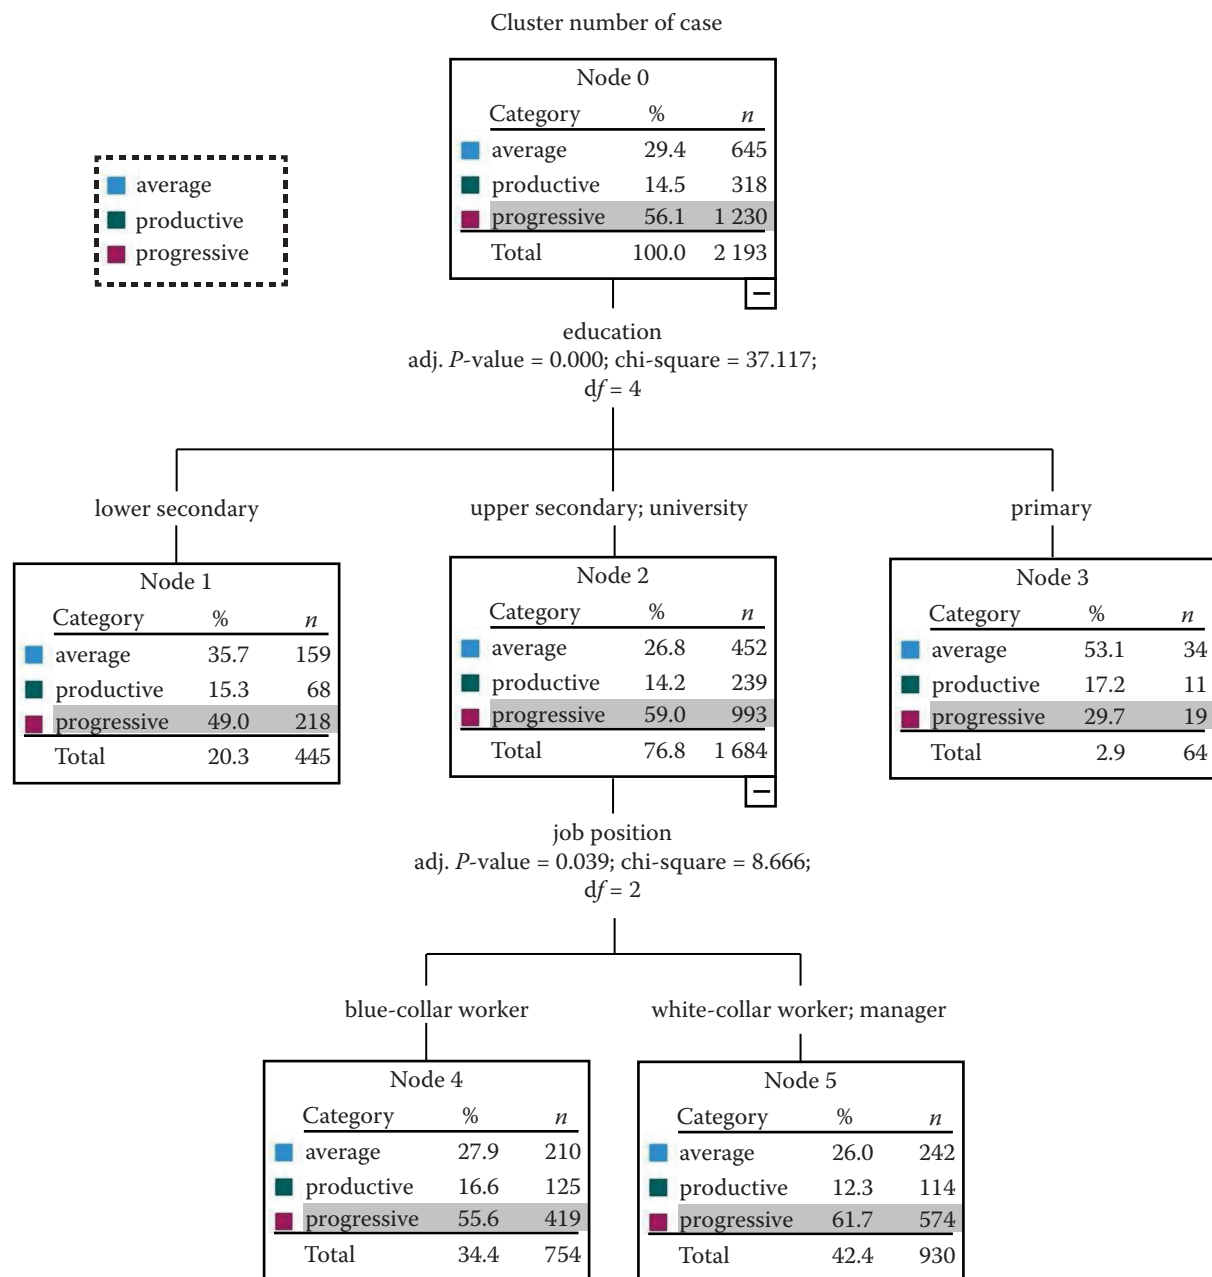 Cluster number of case
average
productive
progressive
Node 0
Category % n
average 29.4 645
productive 14.5 318
progressive 56.1 1 230
Total 100.0 2 193
education
adj. P-value = 0.000; chi-square = 37.117;
df = 4
lower secondary
upper secondary; university
primary
Node 1
Category % n
average 35.7 159
productive 15.3 68
progressive 49.0 218
Total 20.3 445
Node 2
Category % n
average 26.8 452
productive 14.2 239
progressive 59.0 993
Total 76.8 1 684
Node 3
Category % n
average 53.1 34
productive 17.2 11
progressive 29.7 19
Total 2.9 64
job position
adj. P-value = 0.039; chi-square = 8.666;
df = 2
blue-collar worker
white-collar worker; manager
Node 4
Category % n
average 27.9 210
productive 16.6 125
progressive 55.6 419
Total 34.4 754
Node 5
Category % n
average 26.0 242
productive 12.3 114
progressive 61.7 574
Total 42.4 930